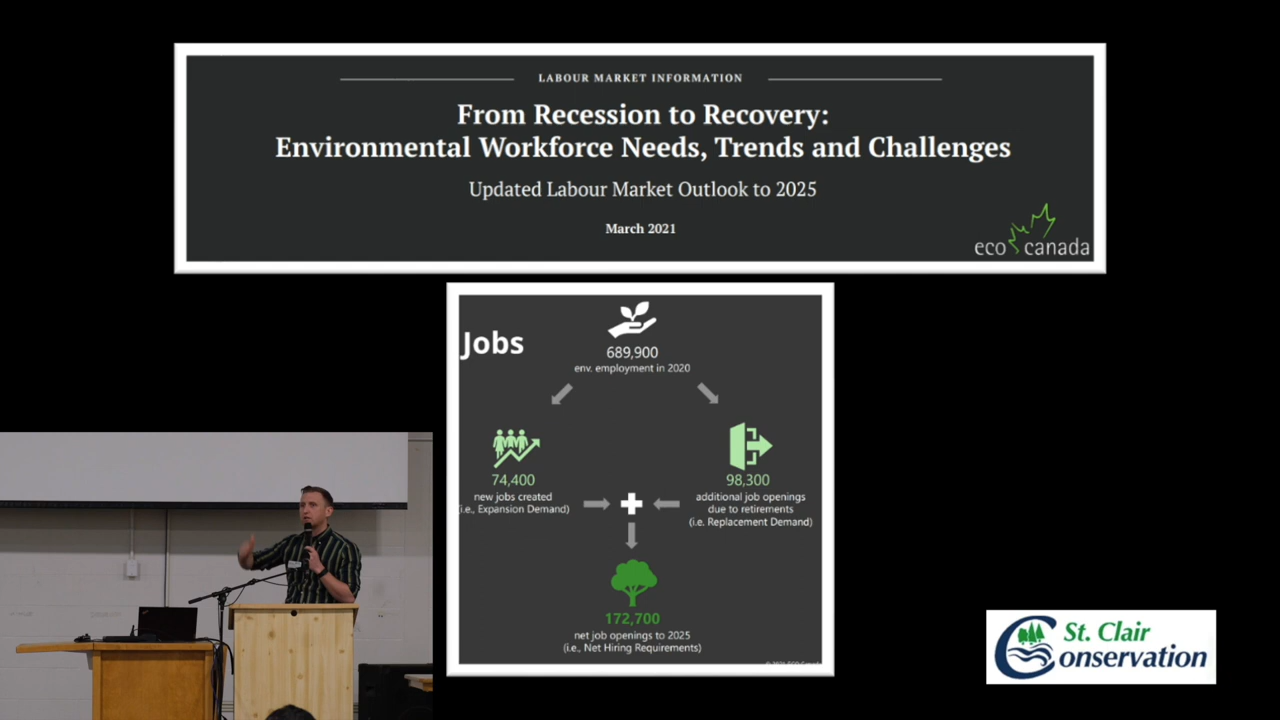 LABOUR MARKET INFORMATION
From Recession to Recovery:
Environmental Workforce Needs, Trends and Challenges
Updated Labour Market Outlook to 2025
March 2021
eco canada
Jobs
689,900
env. employment in 2020
74,400
new jobs created
(i.e., Expansion Demand)
98,300
additional job openings
due to retirements
(i.e. Replacement Demand)
172,700
net job openings to 2025
(i.e., Net Hiring Requirements)
St. Clair
Conservation